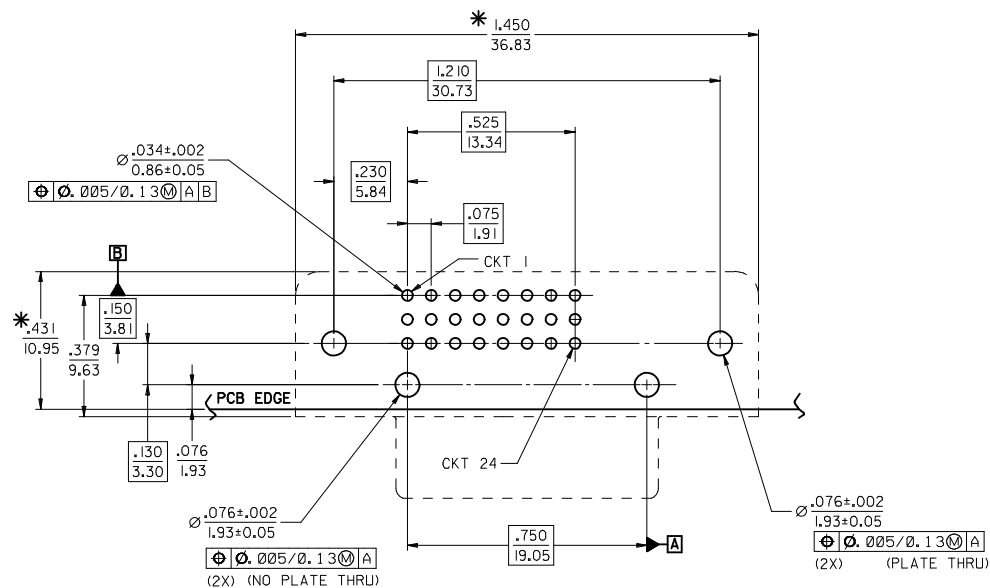 * 1.450
36.83
1.210
30.73
.525
13.34
⌀ .034±.002
0.86±0.05
⌖ Ø.005/0.13Ⓜ A B
.230
5.84
.075
1.91
CKT 1
B
.150
3.81
* .431
10.95
.379
9.63
PCB EDGE
.130
3.30
.076
1.93
CKT 24
⌀ .076±.002
1.93±0.05
⌖ Ø.005/0.13Ⓜ A
(2X) (NO PLATE THRU)
.750
19.05
A
⌀ .076±.002
1.93±0.05
⌖ Ø.005/0.13Ⓜ A
(2X) (PLATE THRU)